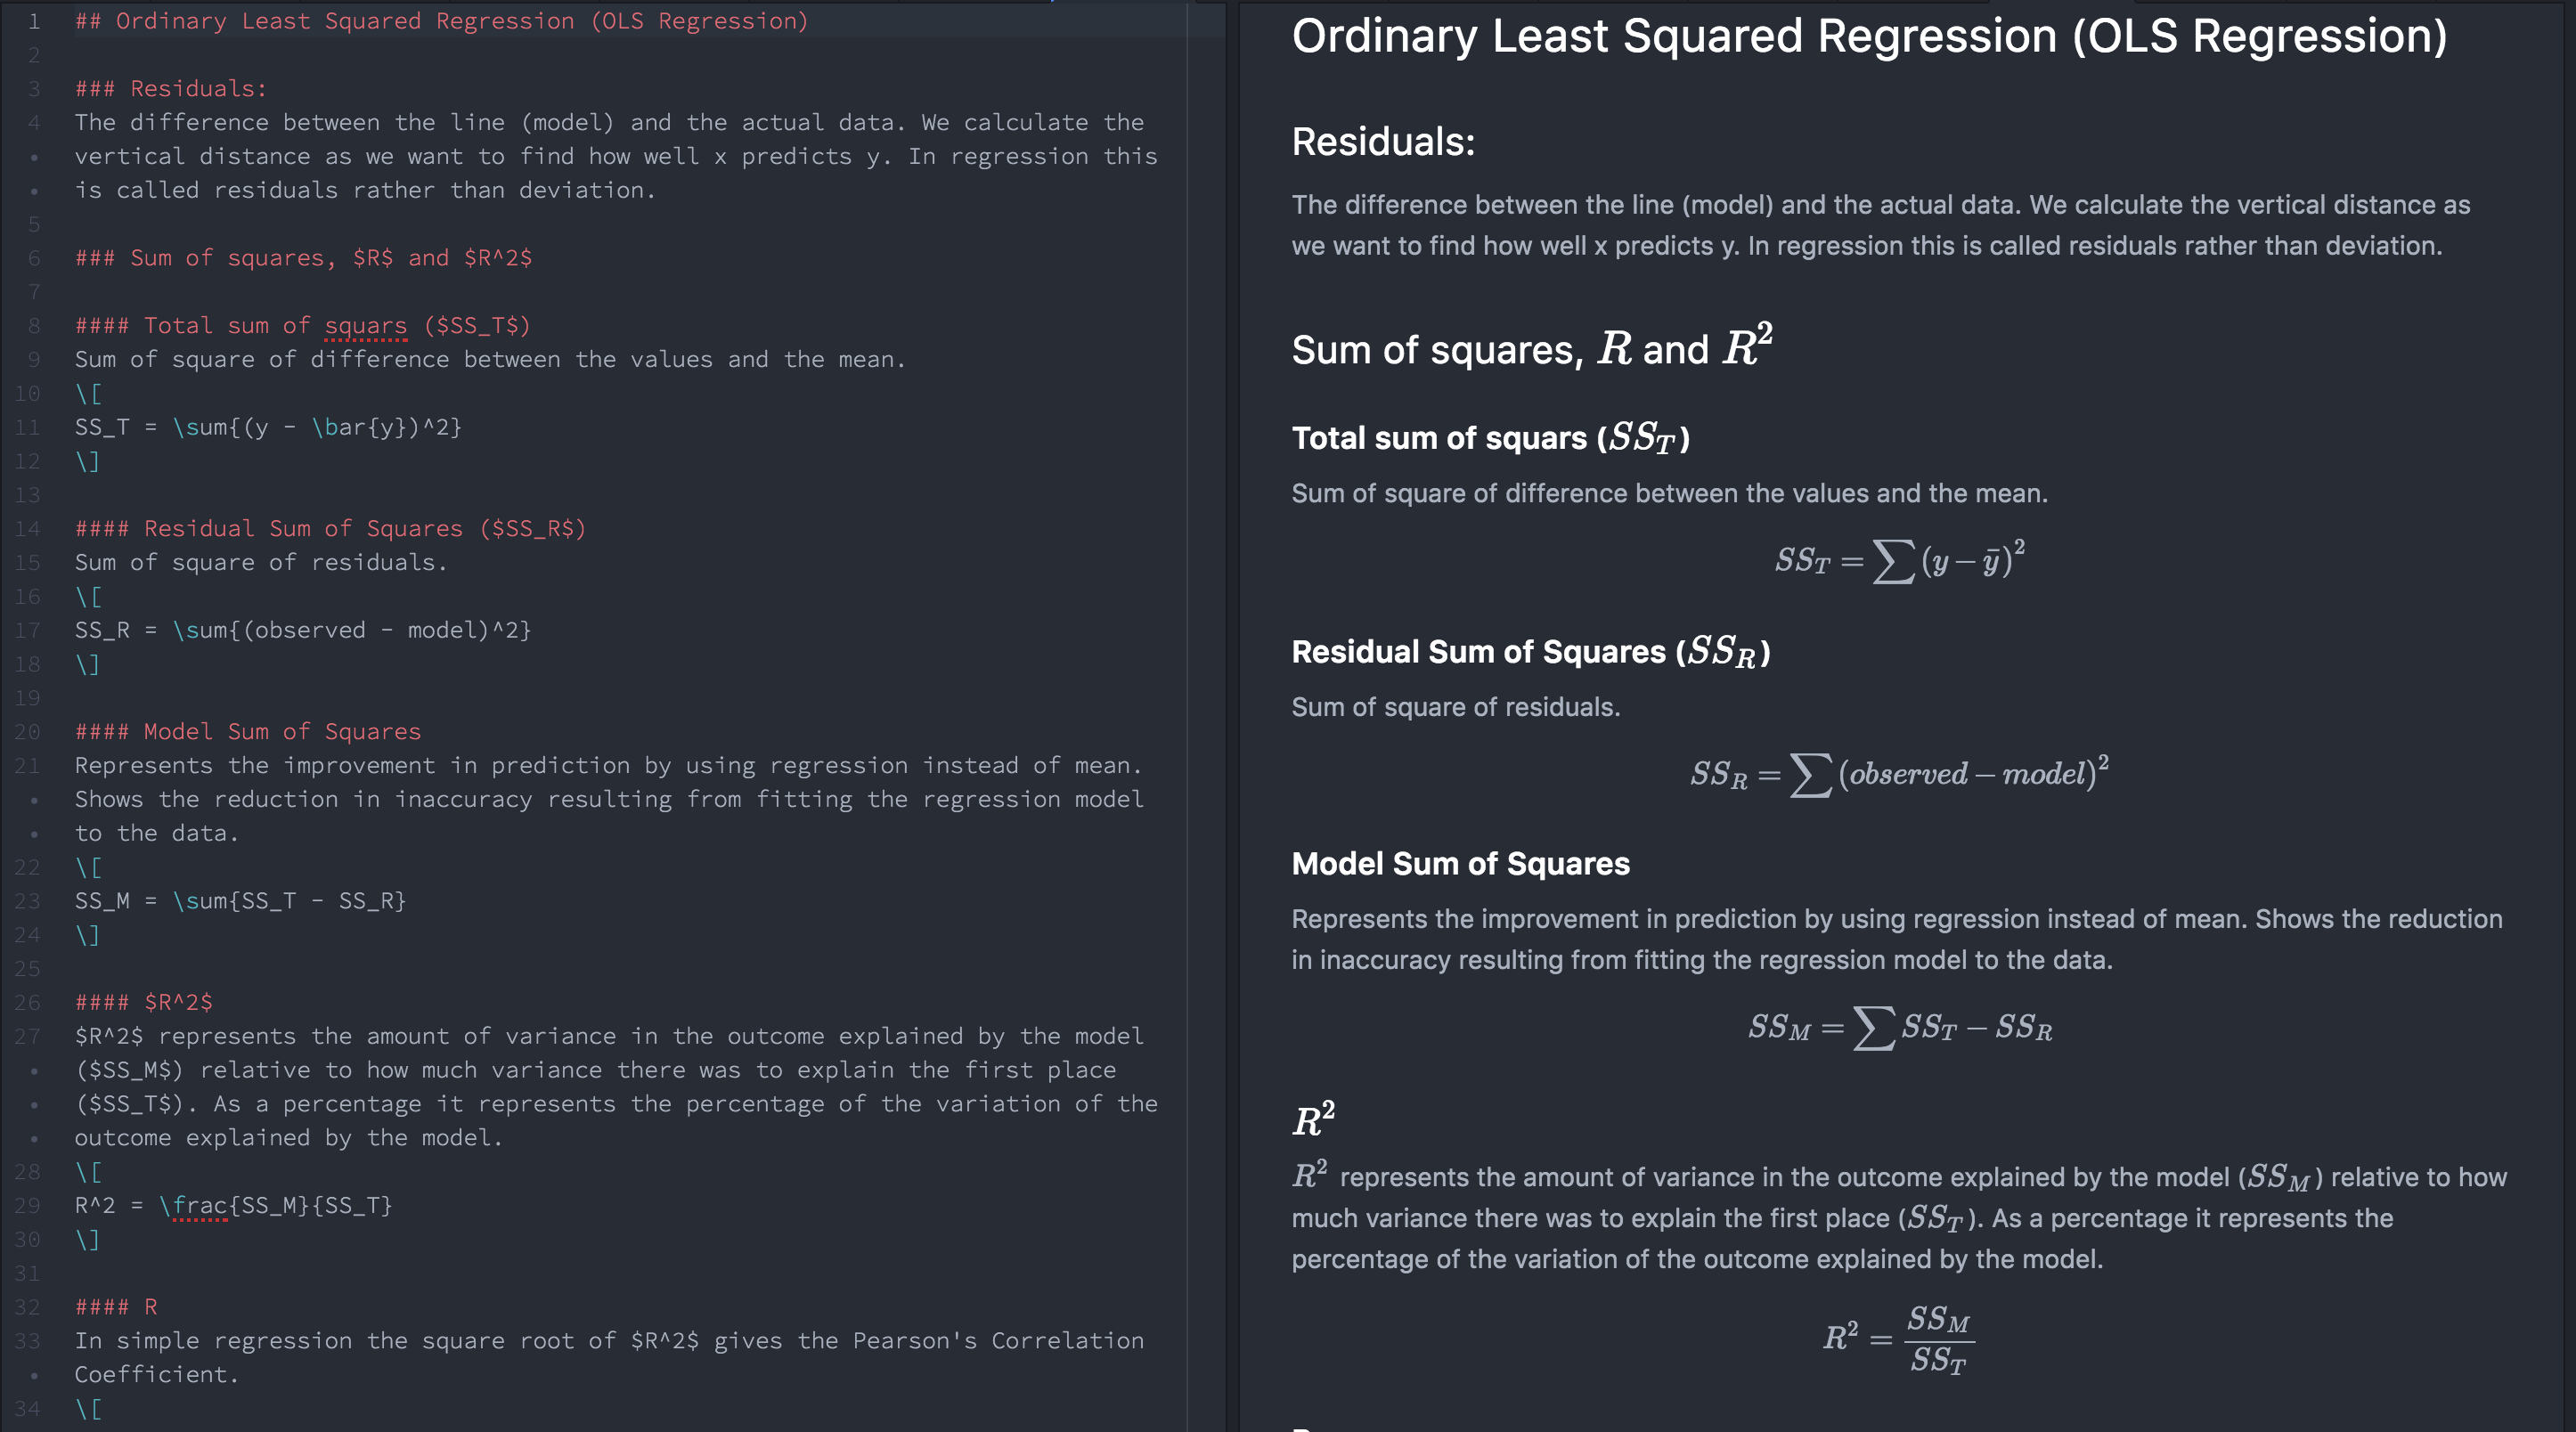 1 ## Ordinary Least Squared Regression (OLS Regression)
2
3 ### Residuals:
4 The difference between the line (model) and the actual data. We calculate the
• vertical distance as we want to find how well x predicts y. In regression this
• is called residuals rather than deviation.
5
6 ### Sum of squares, $R$ and $R^2$
7
8 #### Total sum of squars ($SS_T$)
9 Sum of square of difference between the values and the mean.
10 \[
11 SS_T = \sum{(y - \bar{y})^2}
12 \]
13
14 #### Residual Sum of Squares ($SS_R$)
15 Sum of square of residuals.
16 \[
17 SS_R = \sum{(observed - model)^2}
18 \]
19
20 #### Model Sum of Squares
21 Represents the improvement in prediction by using regression instead of mean.
• Shows the reduction in inaccuracy resulting from fitting the regression model
• to the data.
22 \[
23 SS_M = \sum{SS_T - SS_R}
24 \]
25
26 #### $R^2$
27 $R^2$ represents the amount of variance in the outcome explained by the model
• ($SS_M$) relative to how much variance there was to explain the first place
• ($SS_T$). As a percentage it represents the percentage of the variation of the
• outcome explained by the model.
28 \[
29 R^2 = \frac{SS_M}{SS_T}
30 \]
31
32 #### R
33 In simple regression the square root of $R^2$ gives the Pearson's Correlation
• Coefficient.
34 \[
Ordinary Least Squared Regression (OLS Regression)
Residuals:
The difference between the line (model) and the actual data. We calculate the vertical distance as
we want to find how well x predicts y. In regression this is called residuals rather than deviation.
Sum of squares, R and R²
Total sum of squars (SS_T)
Sum of square of difference between the values and the mean.
SS_T = ∑(y − ȳ)²
Residual Sum of Squares (SS_R)
Sum of square of residuals.
SS_R = ∑(observed − model)²
Model Sum of Squares
Represents the improvement in prediction by using regression instead of mean. Shows the reduction
in inaccuracy resulting from fitting the regression model to the data.
SS_M = ∑SS_T − SS_R
R²
R² represents the amount of variance in the outcome explained by the model (SS_M) relative to how
much variance there was to explain the first place (SS_T). As a percentage it represents the
percentage of the variation of the outcome explained by the model.
R² = SS_M
SS_T